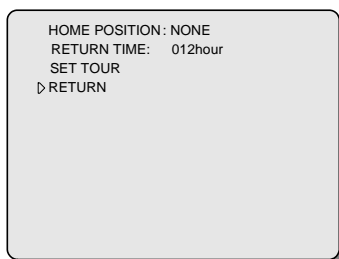 HOME POSITION: NONE
RETURN TIME: 012hour
SET TOUR
RETURN